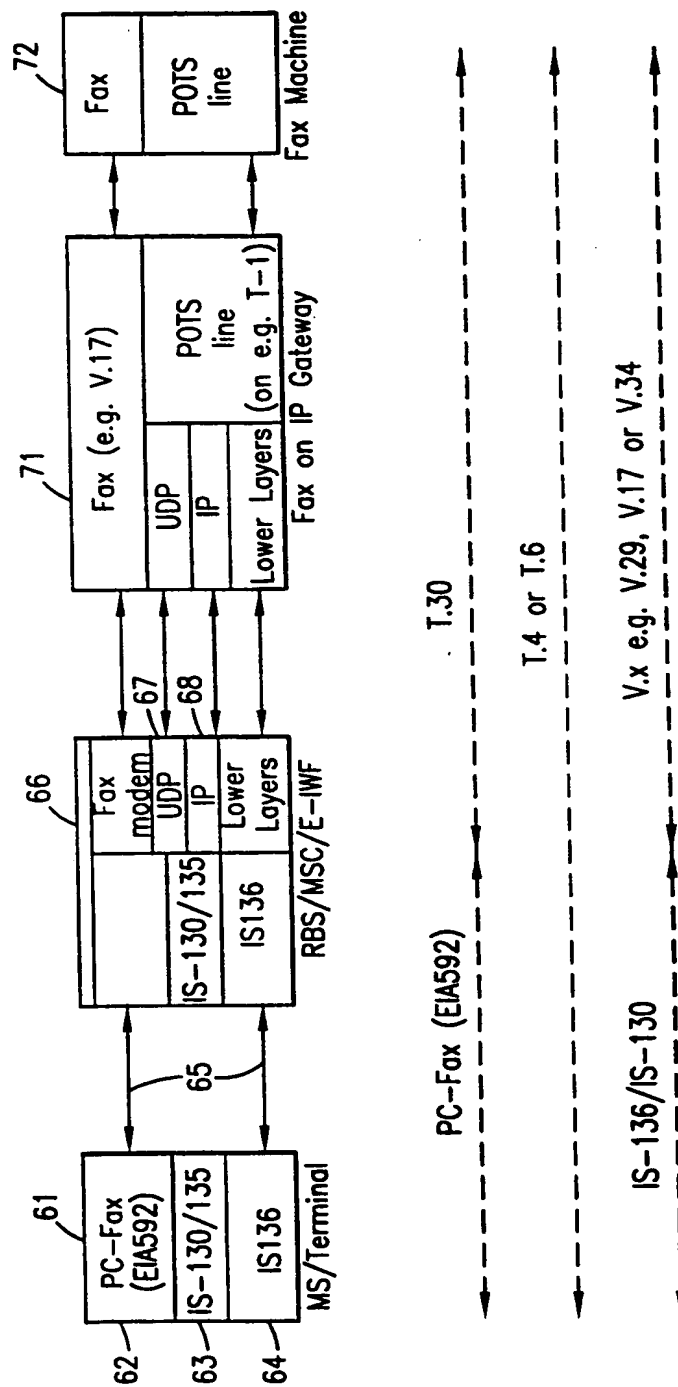 61
62
63
64
PC-Fax
(EIA592)
IS-130/135
IS136
MS/Terminal
65
66
Fax
modem
UDP
67
IP
68
IS-130/135
IS136
Lower
Layers
RBS/MSC/E-IWF
71
Fax (e.g. V.17)
UDP
IP
Lower Layers
POTS
line
(on e.g. T-1)
Fax on IP Gateway
72
Fax
POTS
line
Fax Machine
PC-Fax (EIA592)
T.30
T.4 or T.6
IS-136/IS-130
V.x e.g. V.29, V.17 or V.34